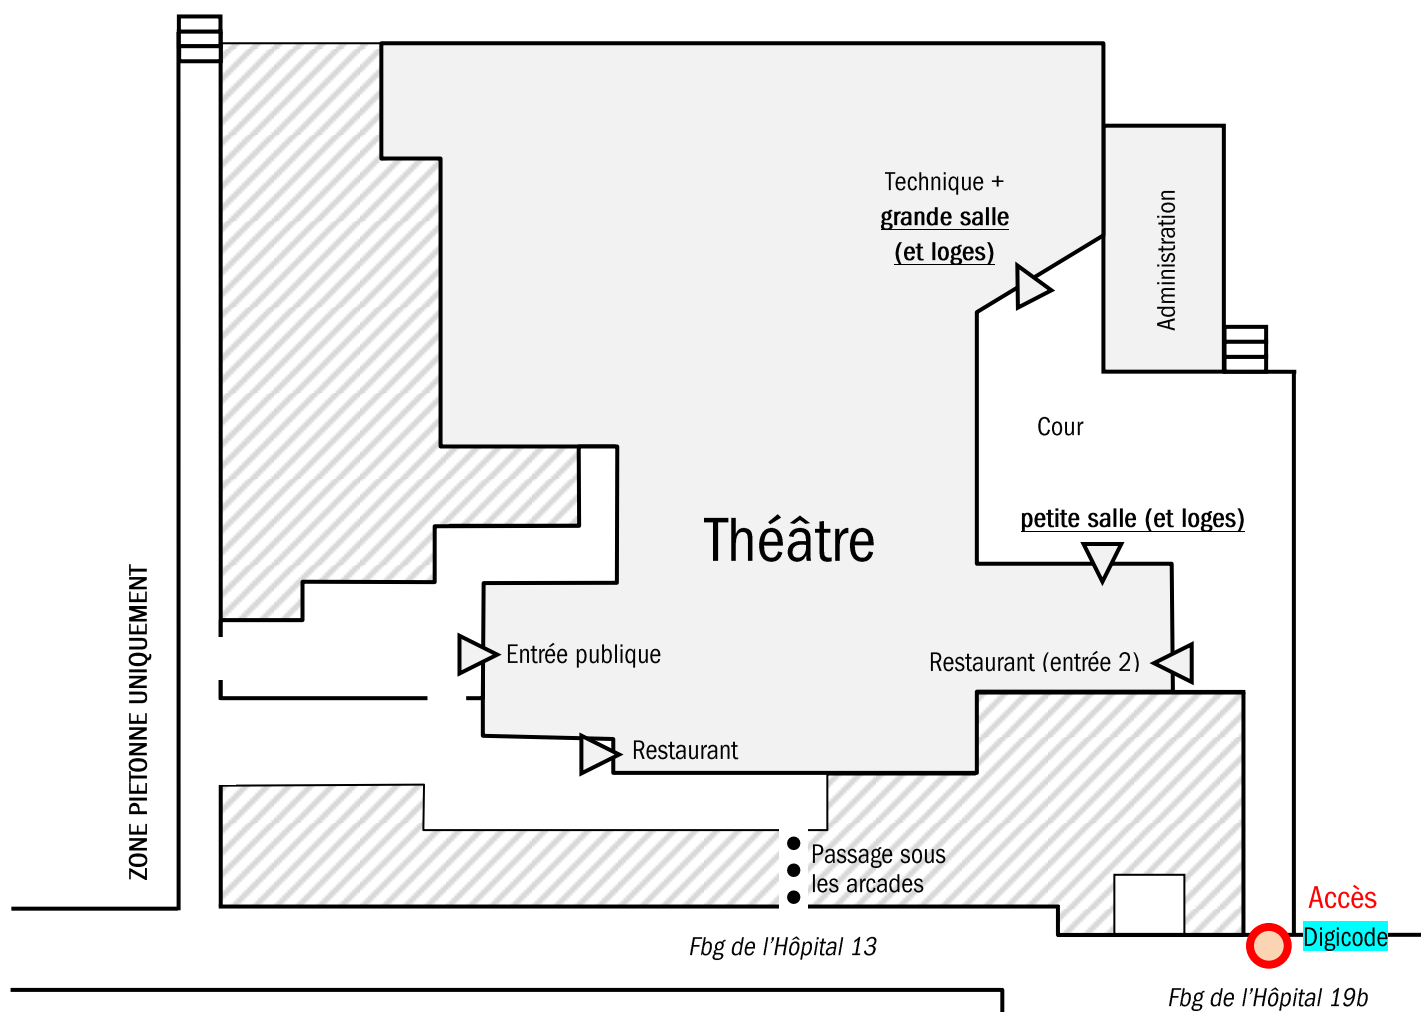 Technique +
grande salle
(et loges)
Administration
Cour
petite salle (et loges)
Théâtre
ZONE PIETONNE UNIQUEMENT
Entrée publique
Restaurant (entrée 2)
Restaurant
Passage sous
les arcades
Accès
Digicode
Fbg de l'Hôpital 13
Fbg de l'Hôpital 19b